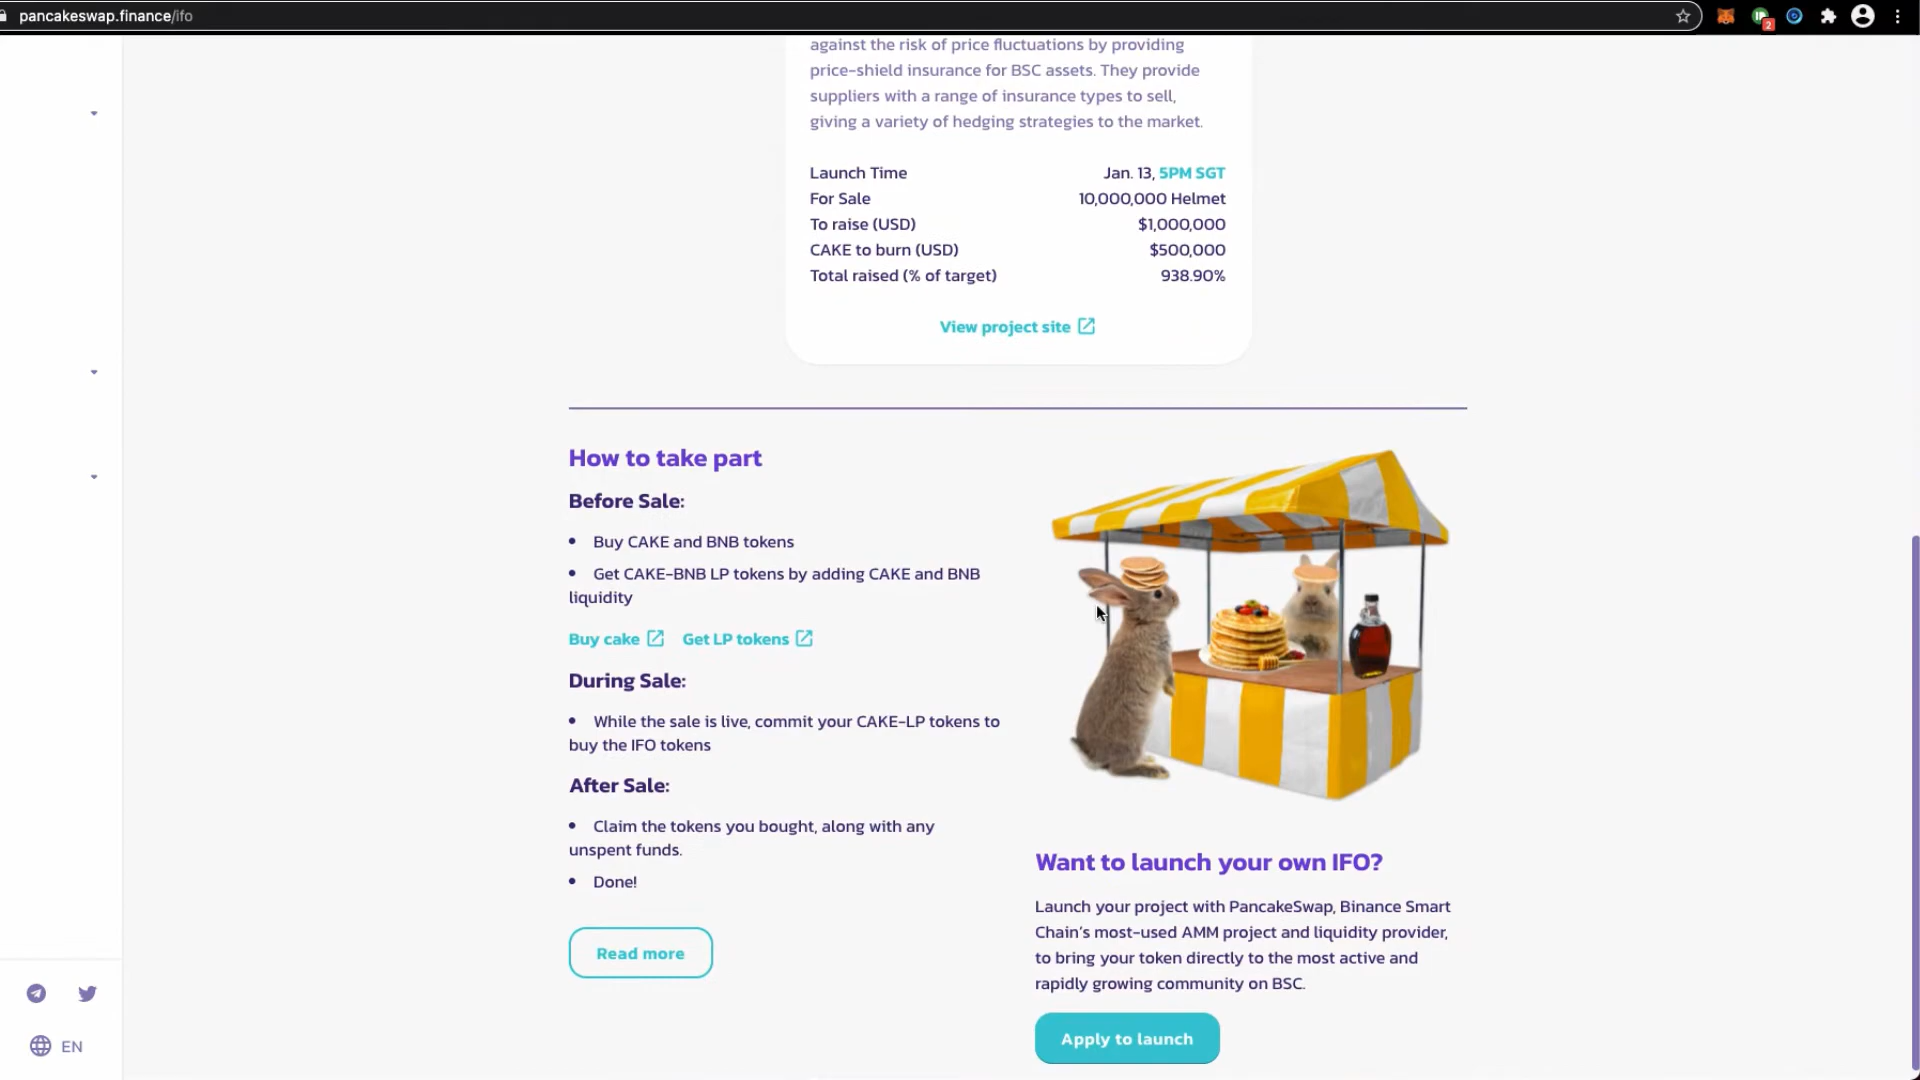 pancakeswap.finance/ifo
2
against the risk of price fluctuations by providing
price-shield insurance for BSC assets. They provide
suppliers with a range of insurance types to sell,
giving a variety of hedging strategies to the market.
Launch Time Jan. 13, 5PM SGT
For Sale 10,000,000 Helmet
To raise (USD) $1,000,000
CAKE to burn (USD) $500,000
Total raised (% of target) 938.90%
View project site
How to take part
Before Sale:
• Buy CAKE and BNB tokens
• Get CAKE-BNB LP tokens by adding CAKE and BNB
liquidity
Buy cake Get LP tokens
During Sale:
• While the sale is live, commit your CAKE-LP tokens to
buy the IFO tokens
After Sale:
• Claim the tokens you bought, along with any
unspent funds.
• Done!
Read more
Want to launch your own IFO?
Launch your project with PancakeSwap, Binance Smart
Chain's most-used AMM project and liquidity provider,
to bring your token directly to the most active and
rapidly growing community on BSC.
Apply to launch
EN